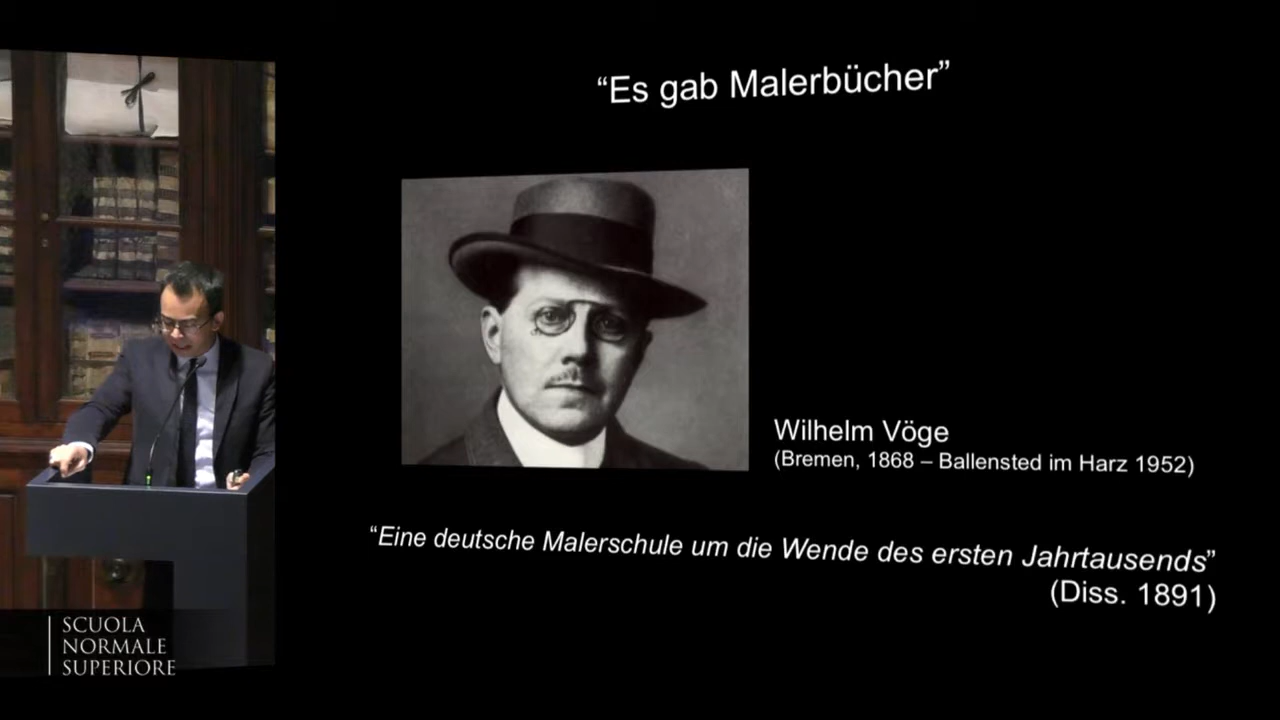 “Es gab Malerbücher”
Wilhelm Vöge
(Bremen, 1868 – Ballensted im Harz 1952)
“Eine deutsche Malerschule um die Wende des ersten Jahrtausends”
(Diss. 1891)
SCUOLA
NORMALE
SUPERIORE